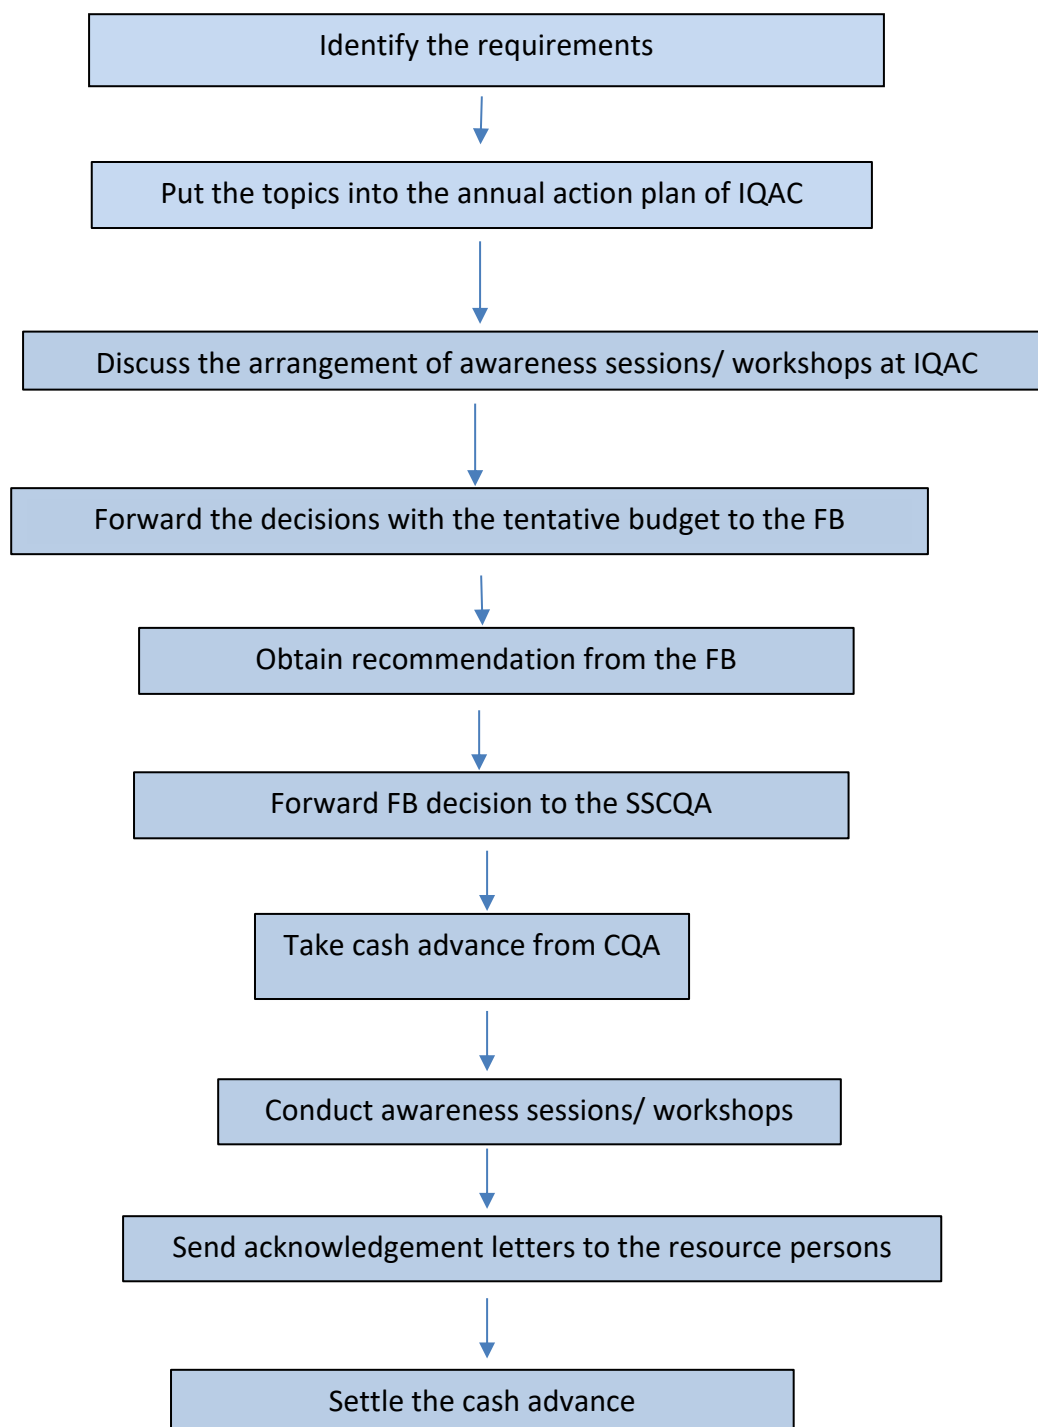 Identify the requirements
Put the topics into the annual action plan of IQAC
Discuss the arrangement of awareness sessions/ workshops at IQAC
Forward the decisions with the tentative budget to the FB
Obtain recommendation from the FB
Forward FB decision to the SSCQA
Take cash advance from CQA
Conduct awareness sessions/ workshops
Send acknowledgement letters to the resource persons
Settle the cash advance